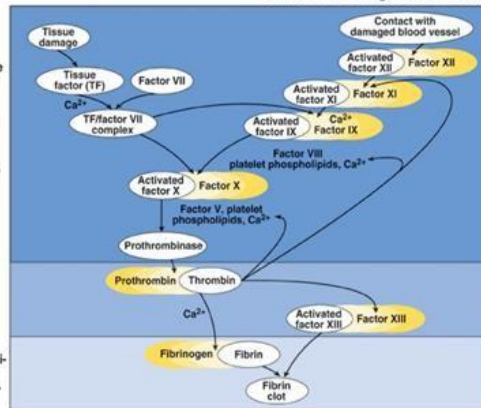 Contact with
damaged blood vessel
Tissue
damage
Activated
factor XII
Factor XII
Tissue
factor (TF)
Factor VII
Activated
factor XI
Factor XI
Ca2+
TF/factor VII
complex
Activated
factor IX
Ca2+
Factor IX
Factor VIII
platelet phospholipids, Ca2+
Activated
factor X
Factor X
Factor V, platelet
phospholipids, Ca2+
Prothrombinase
Prothrombin
Thrombin
Ca2+
Activated
factor XIII
Factor XIII
Fibrinogen
Fibrin
Fibrin
clot